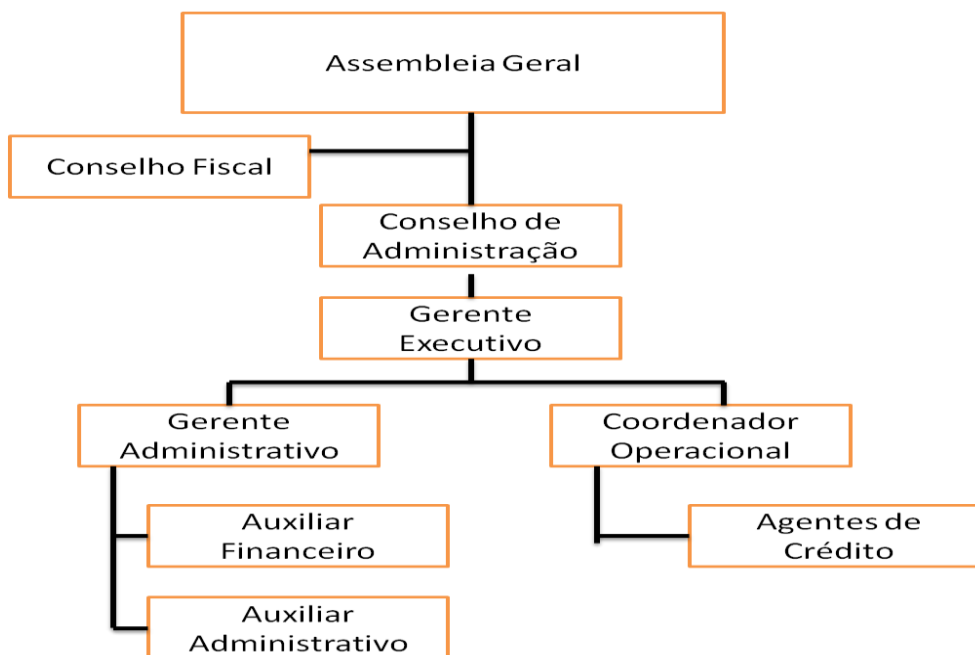 Assembleia Geral
Conselho Fiscal
Conselho de
Administração
Gerente
Executivo
Gerente
Administrativo
Coordenador
Operacional
Auxiliar
Financeiro
Agentes de
Crédito
Auxiliar
Administrativo